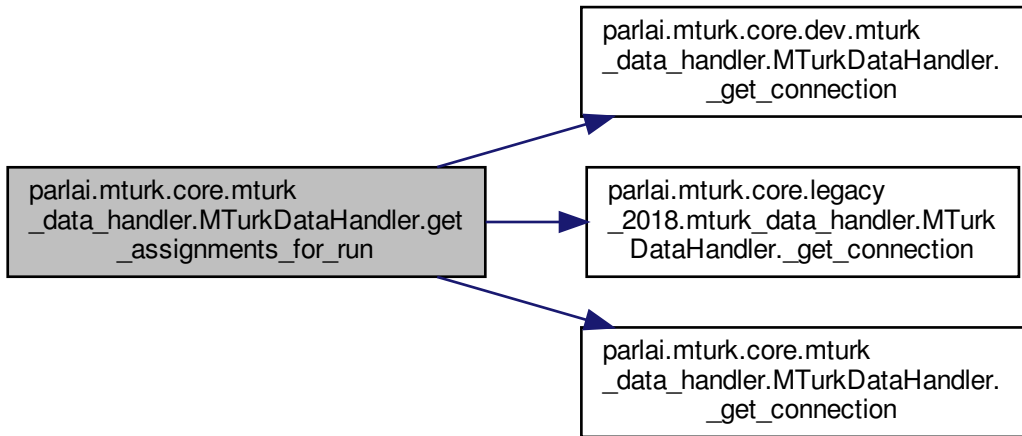 parlai.mturk.core.mturk
_data_handler.MTurkDataHandler.get
_assignments_for_run
parlai.mturk.core.dev.mturk
_data_handler.MTurkDataHandler.
_get_connection
parlai.mturk.core.legacy
_2018.mturk_data_handler.MTurk
DataHandler._get_connection
parlai.mturk.core.mturk
_data_handler.MTurkDataHandler.
_get_connection